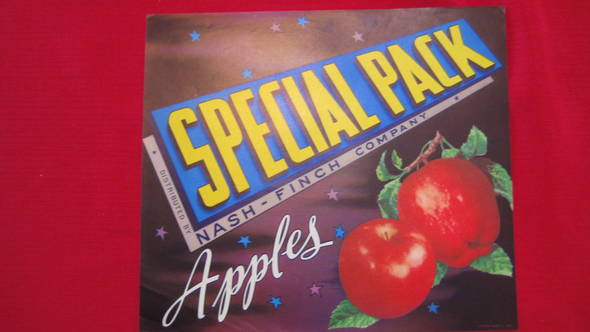 SPECIAL PACK
DISTRIBUTED BY
NASH-FINCH COMPANY
Apples